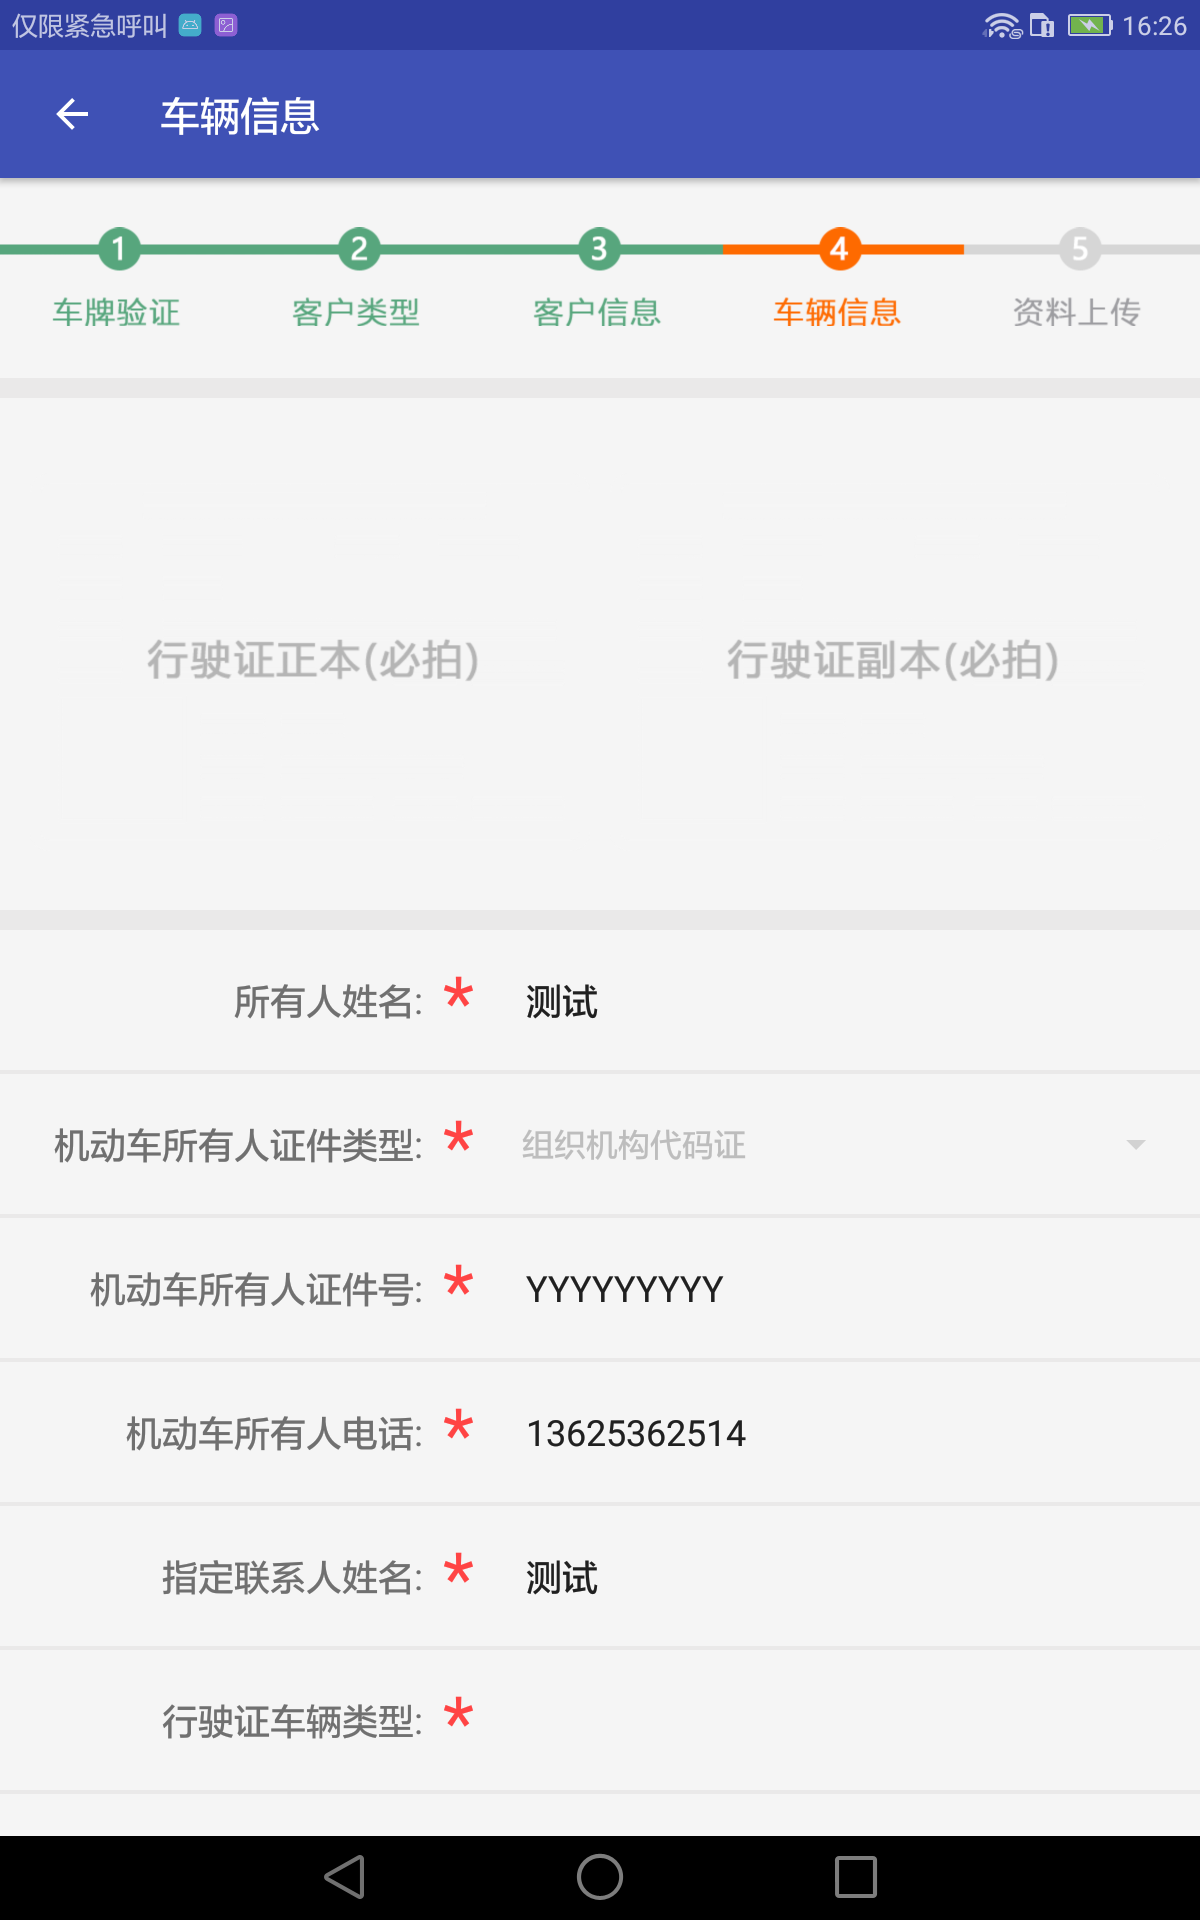 仅限紧急呼叫 16:26
车辆信息
1 2 3 4 5
车牌验证 客户类型 客户信息 车辆信息 资料上传
行驶证正本(必拍) 行驶证副本(必拍)
所有人姓名: * 测试
机动车所有人证件类型: * 组织机构代码证
机动车所有人证件号: * YYYYYYYYY
机动车所有人电话: * 13625362514
指定联系人姓名: * 测试
行驶证车辆类型: *